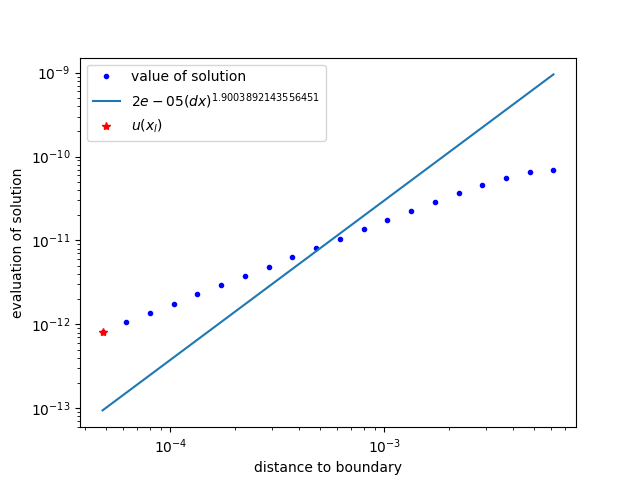 value of solution
2e − 05(dx)^1.9003892143556451
u(x_l)
10^−9
10^−10
10^−11
10^−12
10^−13
evaluation of solution
10^−4
10^−3
distance to boundary